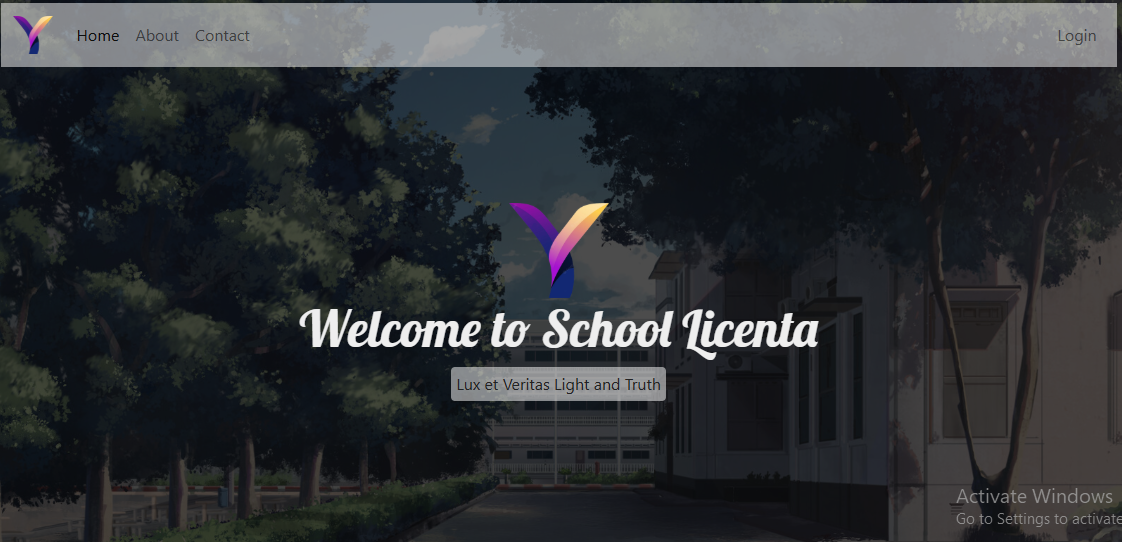 Home About Contact Login
Welcome to School Licenta
Lux et Veritas Light and Truth
Activate Windows
Go to Settings to activate